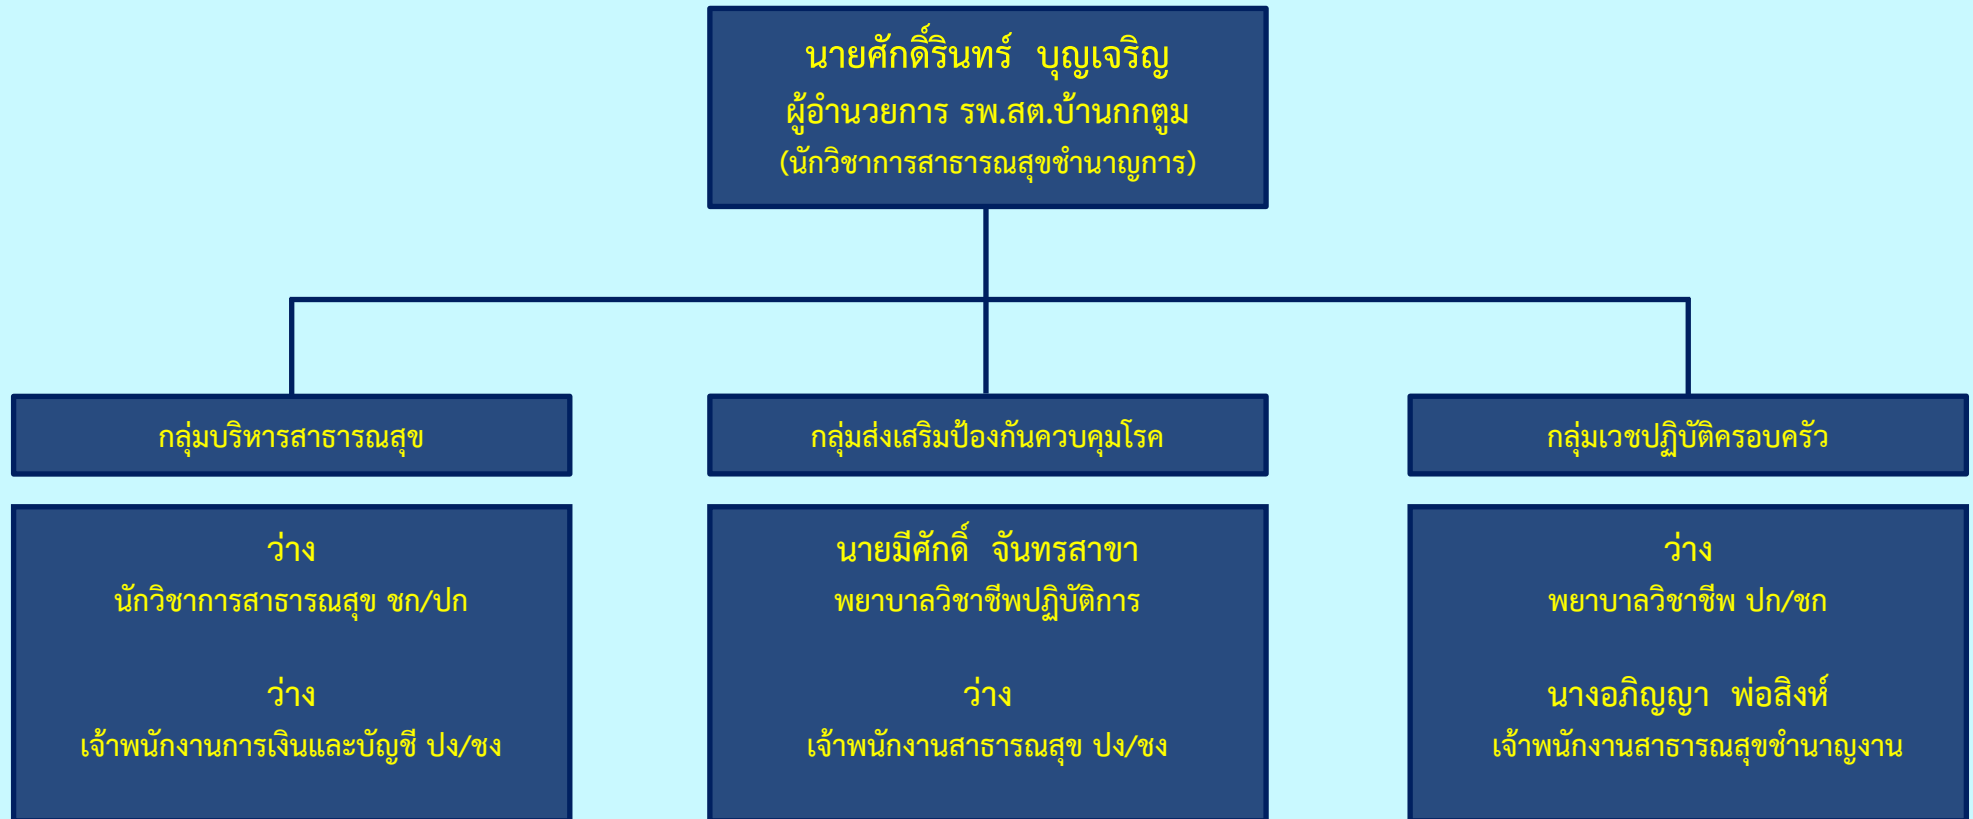 นายศักดิ์รินทร์  บุญเจริญ
ผู้อำนวยการ รพ.สต.บ้านกกตูม
(นักวิชาการสาธารณสุขชำนาญการ)
กลุ่มบริหารสาธารณสุข
ว่าง
นักวิชาการสาธารณสุข ชก/ปก
ว่าง
เจ้าพนักงานการเงินและบัญชี ปง/ชง
กลุ่มส่งเสริมป้องกันควบคุมโรค
นายมีศักดิ์  จันทรสาขา
พยาบาลวิชาชีพปฏิบัติการ
ว่าง
เจ้าพนักงานสาธารณสุข ปง/ชง
กลุ่มเวชปฏิบัติครอบครัว
ว่าง
พยาบาลวิชาชีพ ปก/ชก
นางอภิญญา  พ่อสิงห์
เจ้าพนักงานสาธารณสุขชำนาญงาน